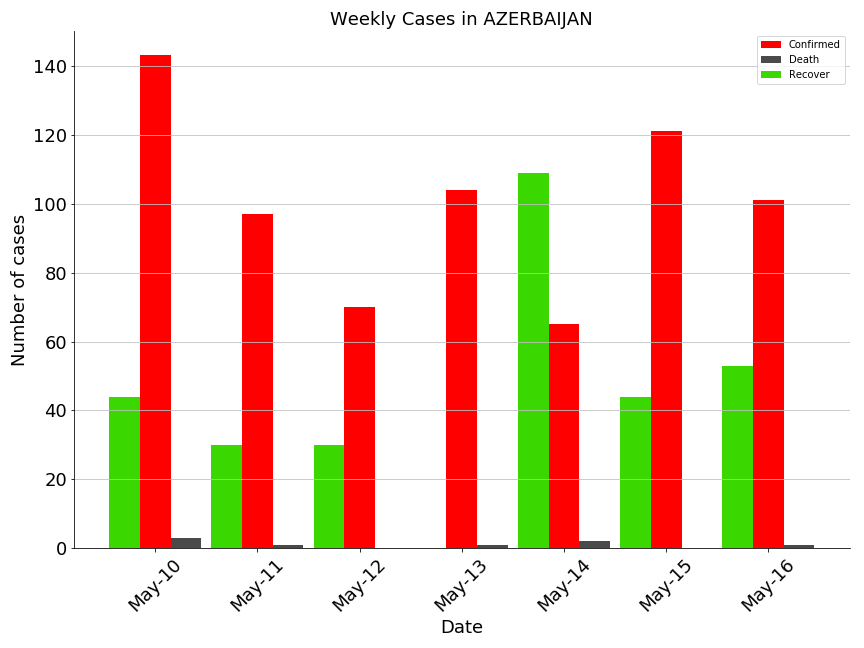 Weekly Cases in AZERBAIJAN
Confirmed
Death
Recover
Number of cases
140
120
100
80
60
40
20
0
May-10
May-11
May-12
May-13
May-14
May-15
May-16
Date